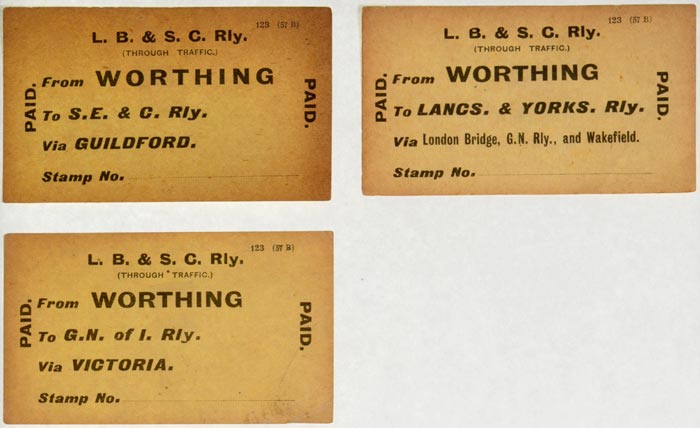 123 (57 B)
L. B. & S. C. Rly.
(THROUGH TRAFFIC.)
PAID.
From WORTHING
To S.E. & C. Rly.
Via GUILDFORD.
Stamp No.
PAID.
123 (57 B)
L. B. & S. C. Rly.
(THROUGH TRAFFIC.)
PAID.
From WORTHING
To LANCS. & YORKS. Rly.
Via London Bridge, G.N. Rly., and Wakefield.
Stamp No.
PAID.
123 (57 B)
L. B. & S. C. Rly.
(THROUGH TRAFFIC.)
PAID.
From WORTHING
To G.N. of I. Rly.
Via VICTORIA.
Stamp No.
PAID.